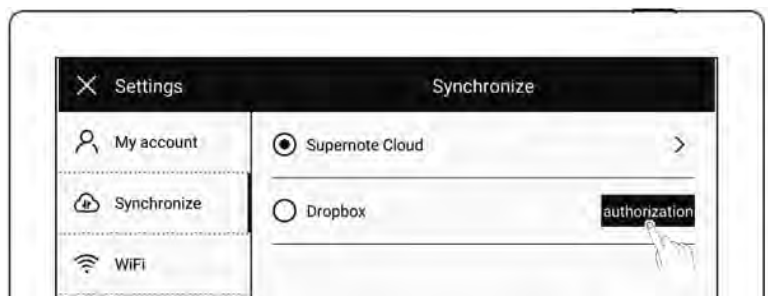 Settings
Synchronize
My account
Synchronize
WiFi
Supernote Cloud
Dropbox
authorization